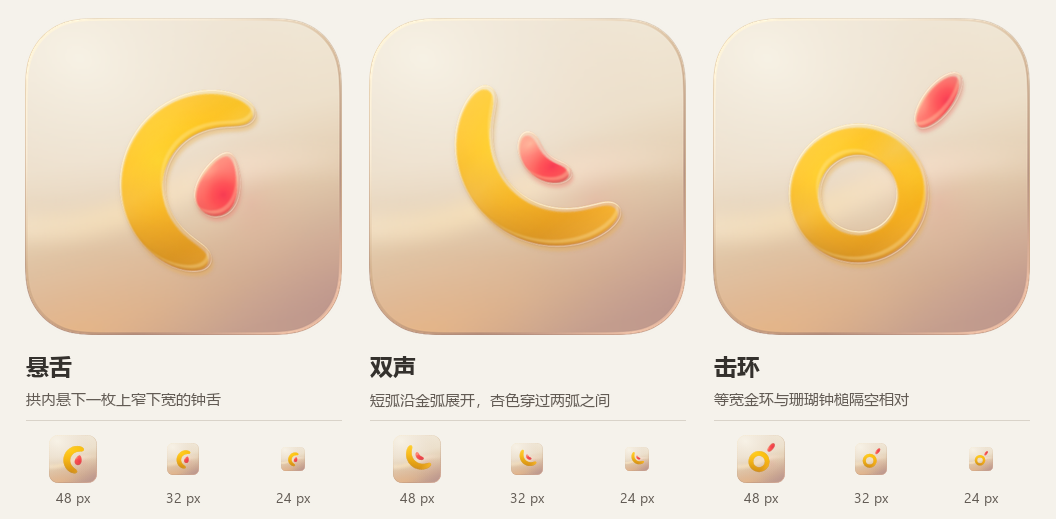 悬舌
拱内悬下一枚上窄下宽的钟舌
48 px
32 px
24 px
双声
短弧沿金弧展开，杏色穿过两弧之间
48 px
32 px
24 px
击环
等宽金环与珊瑚钟槌隔空相对
48 px
32 px
24 px